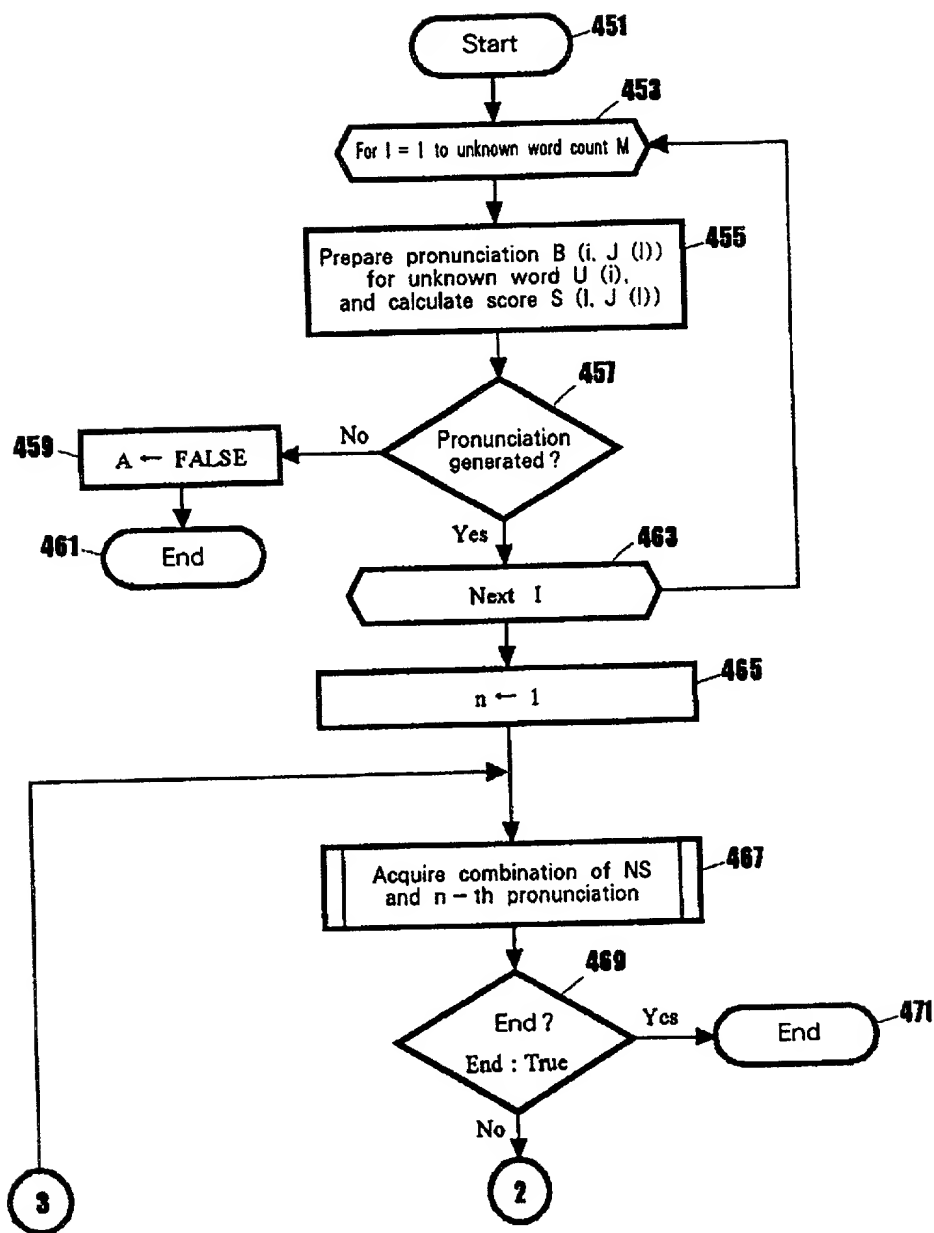 Start
451
453
For I = 1 to unknown word count M
Prepare pronunciation B (i, J (I))
for unknown word U (i),
and calculate score S (I, J (I))
455
457
Pronunciation
generated ?
No
459
A ← FALSE
461
End
Yes
463
Next I
465
n ← 1
Acquire combination of NS
and n - th pronunciation
467
469
End ?
End : True
Yes
End
471
No
3
2